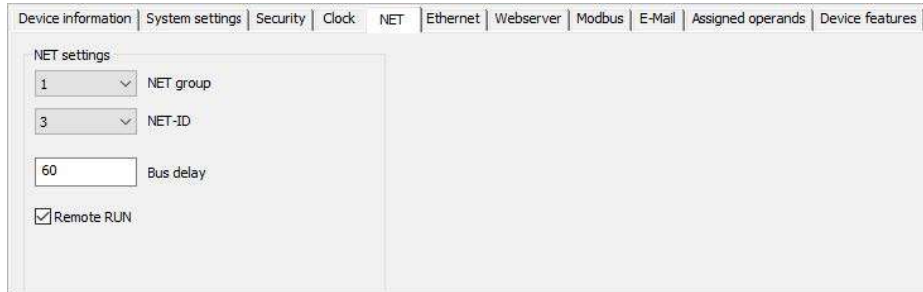 Device information System settings Security Clock NET Ethernet Webserver Modbus E-Mail Assigned operands Device features
NET settings
1 NET group
3 NET-ID
60 Bus delay
Remote RUN